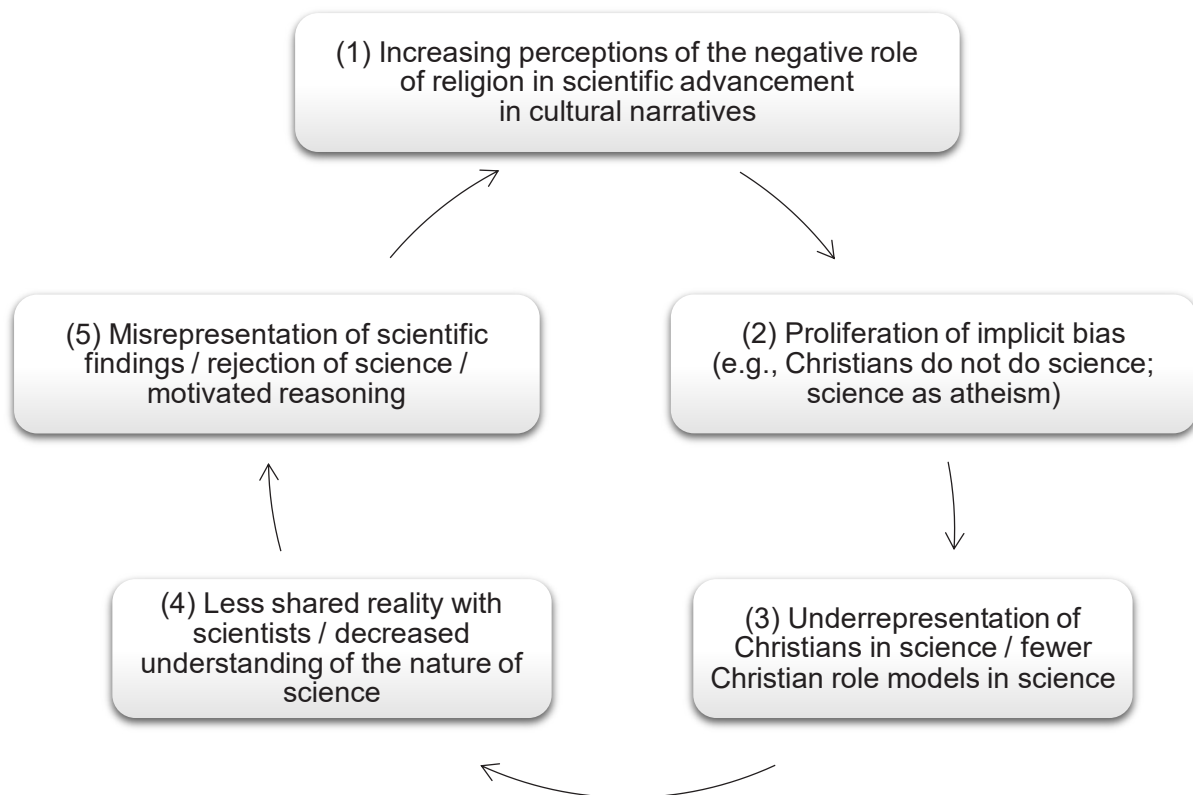 (1) Increasing perceptions of the negative role
of religion in scientific advancement
in cultural narratives
(2) Proliferation of implicit bias
(e.g., Christians do not do science;
science as atheism)
(3) Underrepresentation of
Christians in science / fewer
Christian role models in science
(4) Less shared reality with
scientists / decreased
understanding of the nature of
science
(5) Misrepresentation of scientific
findings / rejection of science /
motivated reasoning